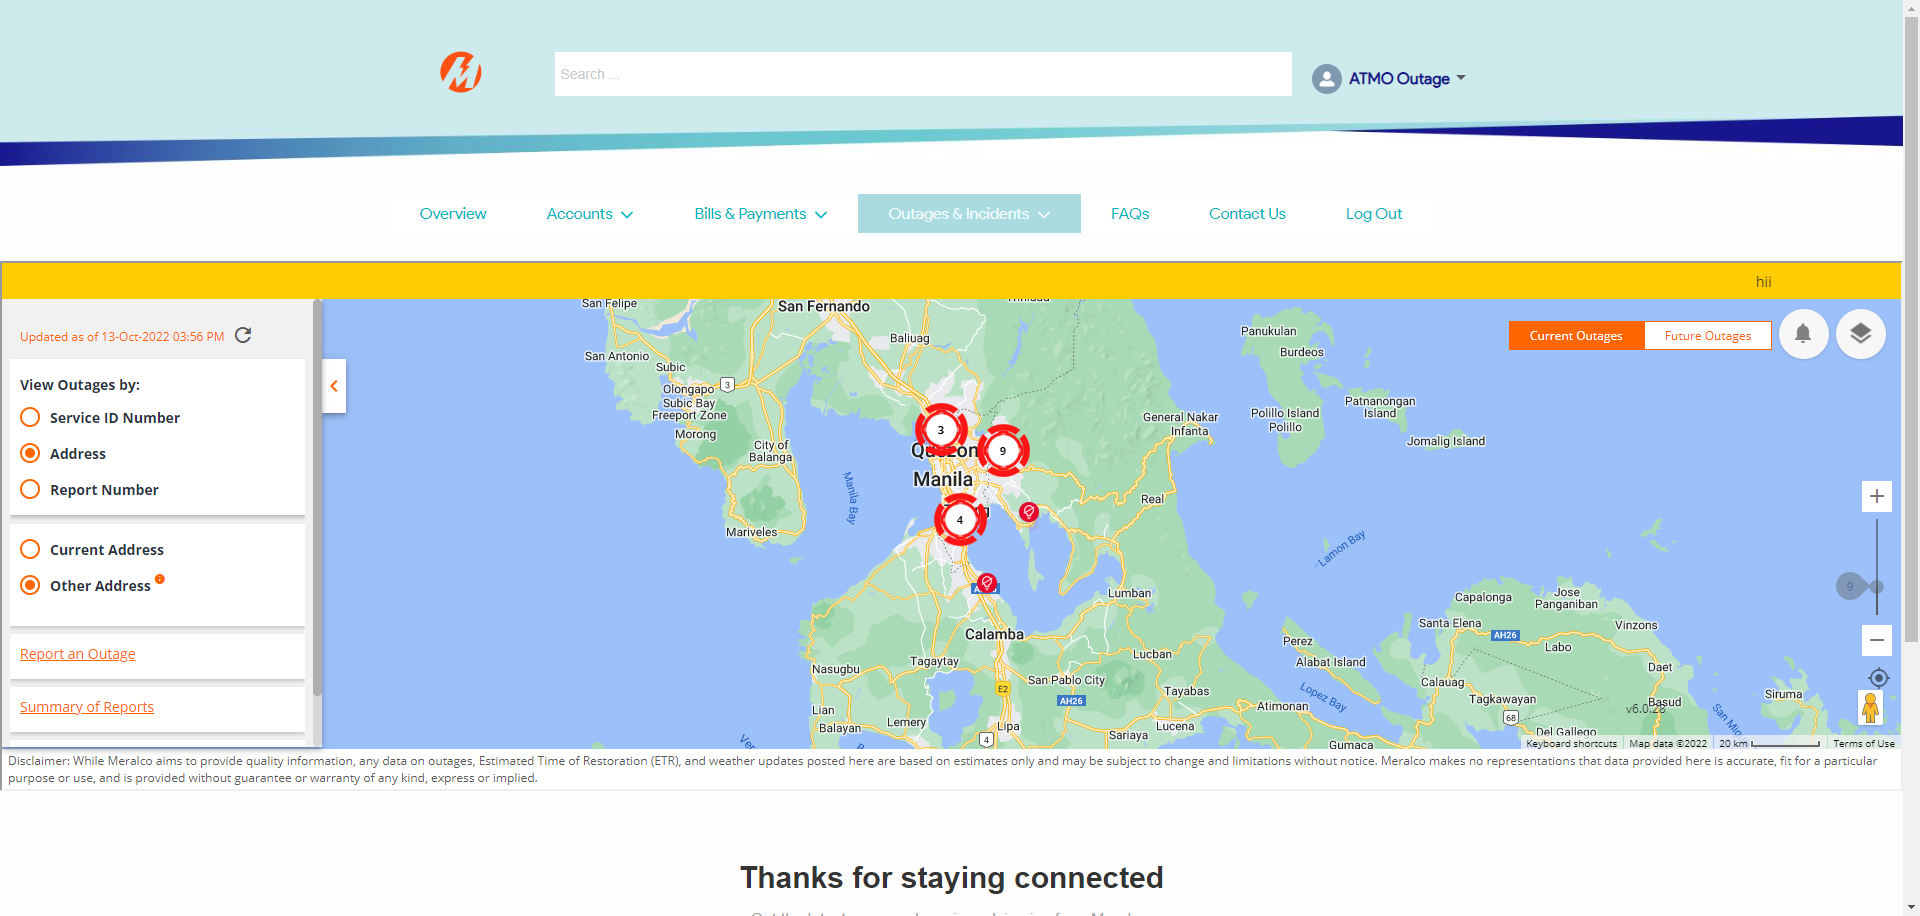 Search ...
ATMO Outage
Overview
Accounts
Bills & Payments
Outages & Incidents
FAQs
Contact Us
Log Out
hii
Updated as of 13-Oct-2022 03:56 PM
View Outages by:
Service ID Number
Address
Report Number
Current Address
Other Address
Report an Outage
Summary of Reports
Current Outages
Future Outages
San Felipe
San Fernando
Baliuag
San Antonio
Subic
Olongapo
3
Subic Bay
Freeport Zone
Morong
City of
Balanga
Mariveles
Manila Bay
3
9
Manila
4
Panukulan
Burdeos
General Nakar
Infanta
Polillo Island
Polillo
Patnanongan
Island
Jomalig Island
Real
Lamon Bay
Lumban
Calamba
Nasugbu
Tagaytay
Lucban
San Pablo City
E2
AH26
Tayabas
Lian
Balayan
Lemery
Lipa
4
Lucena
Sariaya
Atimonan
Gumaca
Perez
Alabat Island
Lopez Bay
Calauag
Santa Elena
AH26
Capalonga
Jose
Panganiban
Vinzons
Labo
Daet
Tagkawayan
68
Basud
Siruma
Del Gallego
v6.0.28
9
Keyboard shortcuts
Map data ©2022
20 km
Terms of Use
Disclaimer: While Meralco aims to provide quality information, any data on outages, Estimated Time of Restoration (ETR), and weather updates posted here are based on estimates only and may be subject to change and limitations without notice. Meralco makes no representations that data provided here is accurate, fit for a particular
purpose or use, and is provided without guarantee or warranty of any kind, express or implied.
Thanks for staying connected